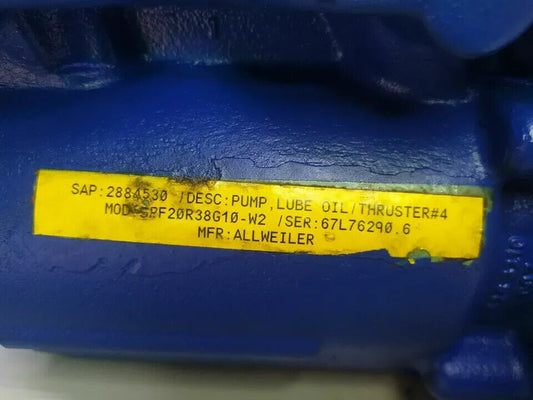 SAP:2884530 /DESC:PUMP,LUBE OIL/THRUSTER#4
MOD:SPF20R38G10-W2 /SER:67L76290.6
MFR:ALLWEILER